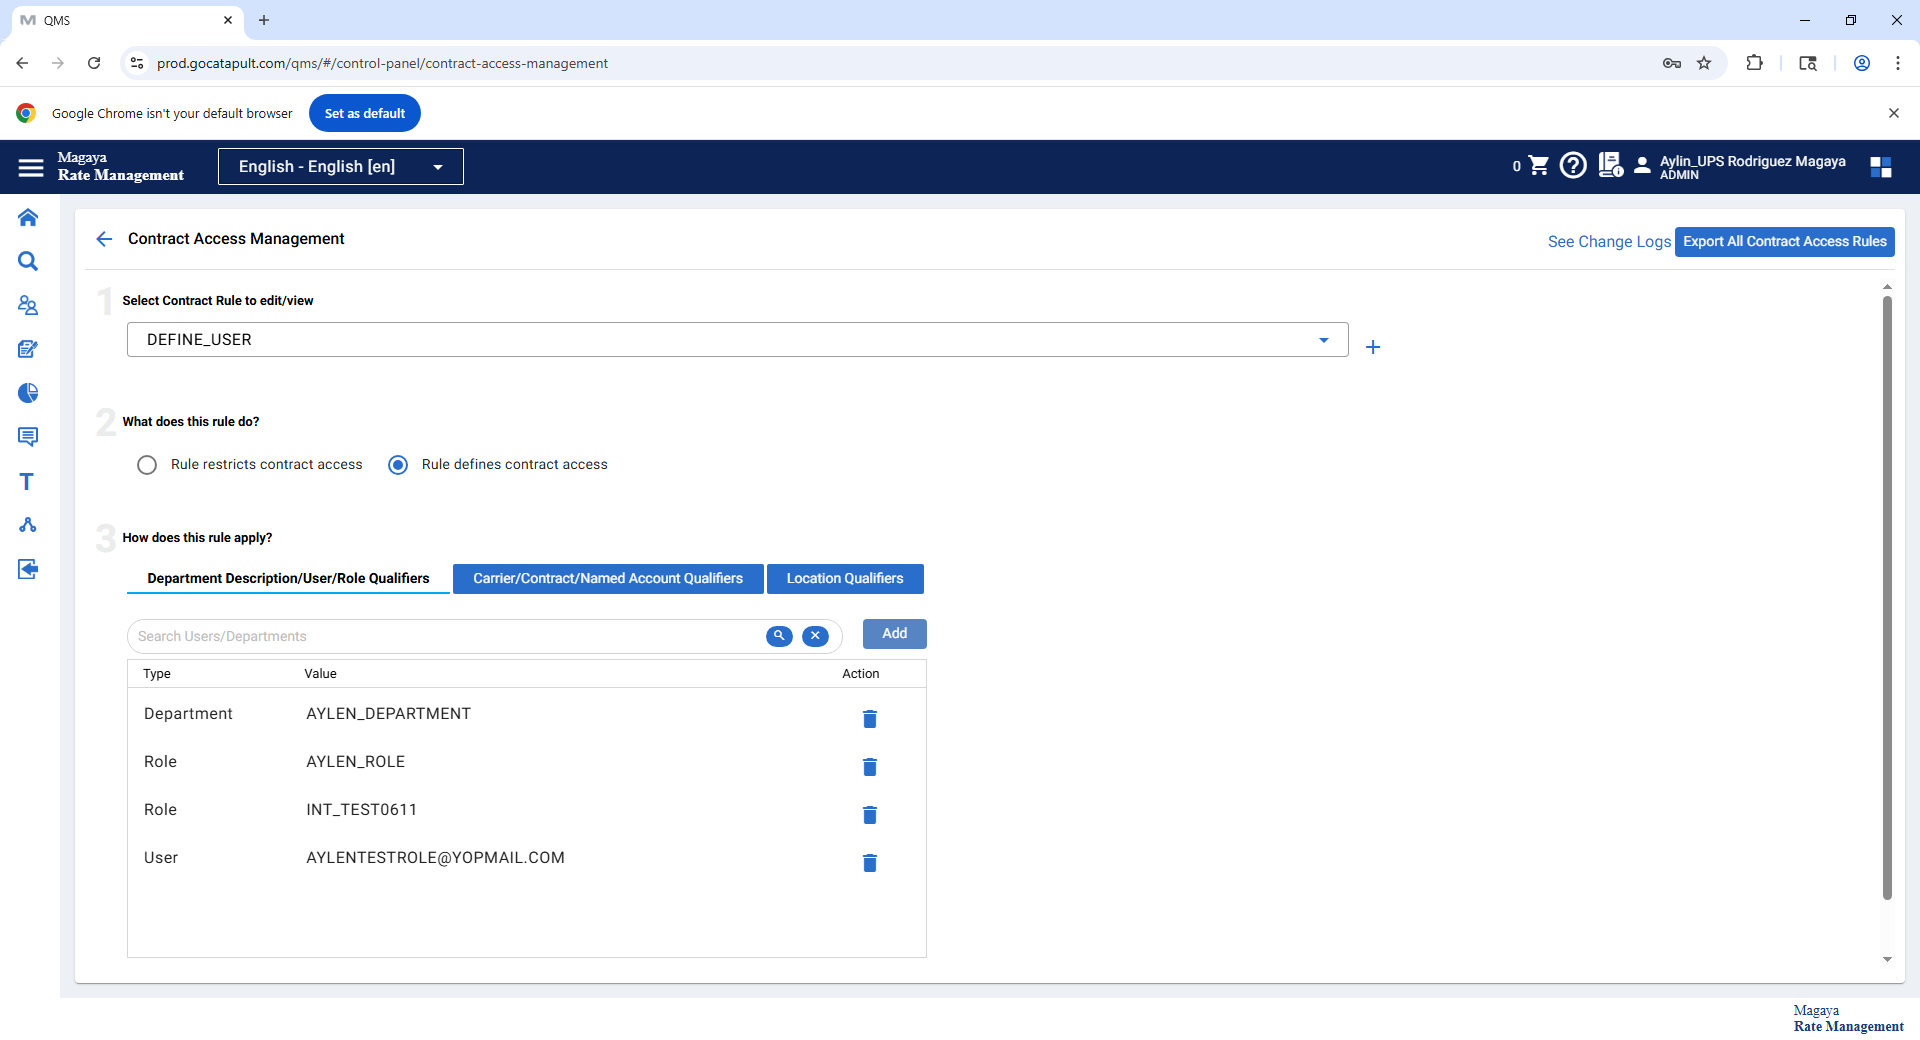 QMS
prod.gocatapult.com/qms/#/control-panel/contract-access-management
Google Chrome isn't your default browser
Set as default
Magaya
Rate Management
English - English [en]
0
Aylin_UPS Rodriguez Magaya
ADMIN
Contract Access Management
See Change Logs
Export All Contract Access Rules
1 Select Contract Rule to edit/view
DEFINE_USER
2 What does this rule do?
Rule restricts contract access
Rule defines contract access
3 How does this rule apply?
Department Description/User/Role Qualifiers
Carrier/Contract/Named Account Qualifiers
Location Qualifiers
Search Users/Departments
Add
Type Value Action
Department AYLEN_DEPARTMENT
Role AYLEN_ROLE
Role INT_TEST0611
User AYLENTESTROLE@YOPMAIL.COM
Magaya
Rate Management